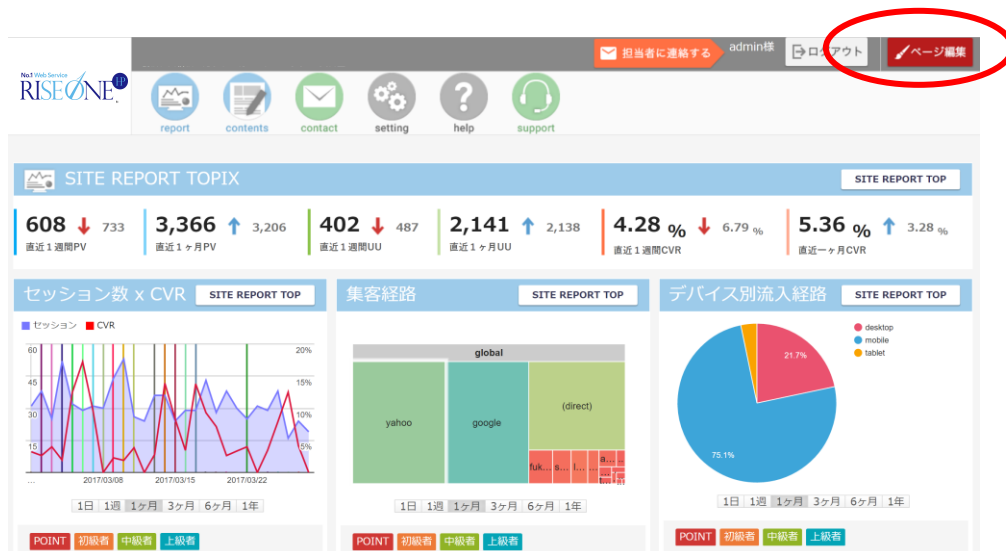 担当者に連絡する admin様 ログアウト ページ編集
No.1 Web Service
RISEONE HP
report contents contact setting help support
SITE REPORT TOPIX SITE REPORT TOP
608 733 3,366 3,206 402 487 2,141 2,138 4.28 % 6.79 % 5.36 % 3.28 %
直近1週間PV 直近1ヶ月PV 直近1週間UU 直近1ヶ月UU 直近1週間CVR 直近一ヶ月CVR
セッション数 x CVR SITE REPORT TOP
セッション CVR
60 20%
45 15%
30 10%
15 5%
... 2017/03/08 2017/03/15 2017/03/22
1日 1週 1ヶ月 3ヶ月 6ヶ月 1年
POINT 初級者 中級者 上級者
集客経路 SITE REPORT TOP
global
yahoo google (direct)
fuk... s... l... a...
t...
1日 1週 1ヶ月 3ヶ月 6ヶ月 1年
POINT 初級者 中級者 上級者
デバイス別流入経路 SITE REPORT TOP
desktop
mobile
tablet
21.7%
75.1%
1日 1週 1ヶ月 3ヶ月 6ヶ月 1年
POINT 初級者 中級者 上級者